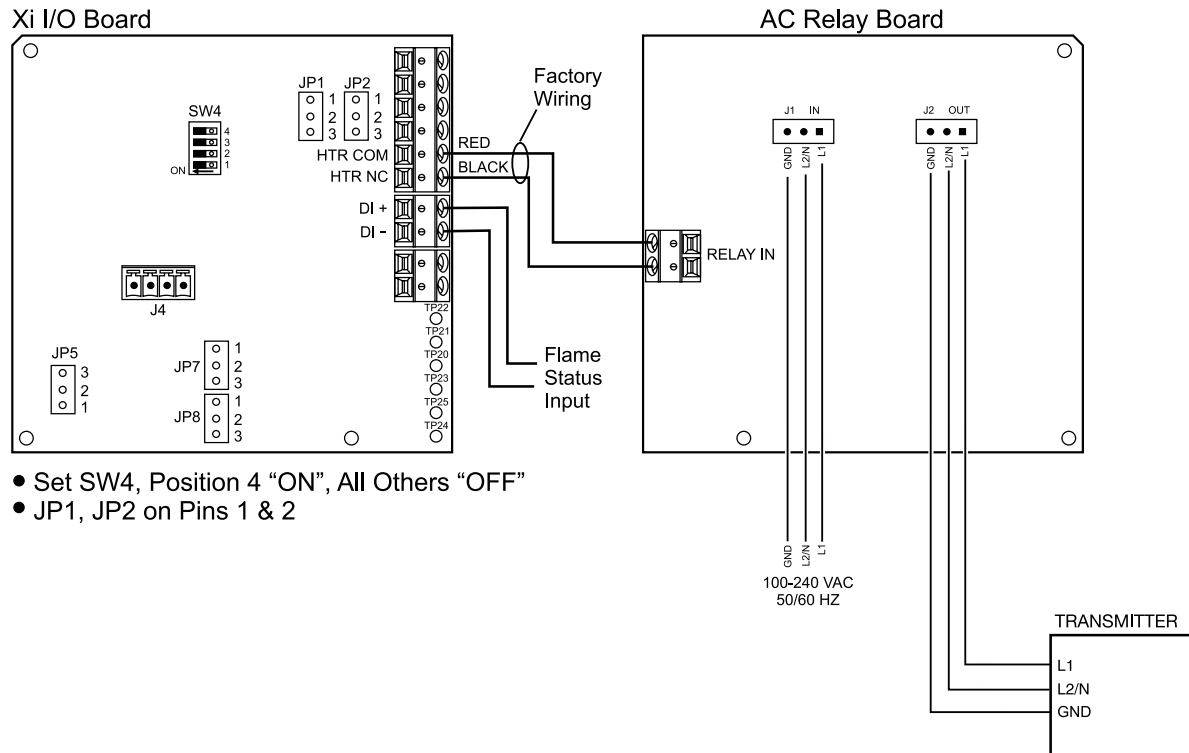 Xi I/O Board
AC Relay Board
JP1
1
2
3
JP2
1
2
3
SW4
4
3
2
1
ON
HTR COM
HTR NC
DI +
DI -
RED
BLACK
Factory
Wiring
J4
TP22
TP21
TP20
TP23
TP25
TP24
JP5
3
2
1
JP7
1
2
3
JP8
1
2
3
Flame
Status
Input
J1 IN
GND
L2/N
L1
J2 OUT
GND
L2/N
L1
RELAY IN
GND
L2/N
L1
100-240 VAC
50/60 HZ
TRANSMITTER
L1
L2/N
GND
● Set SW4, Position 4 “ON”, All Others “OFF”
● JP1, JP2 on Pins 1 & 2